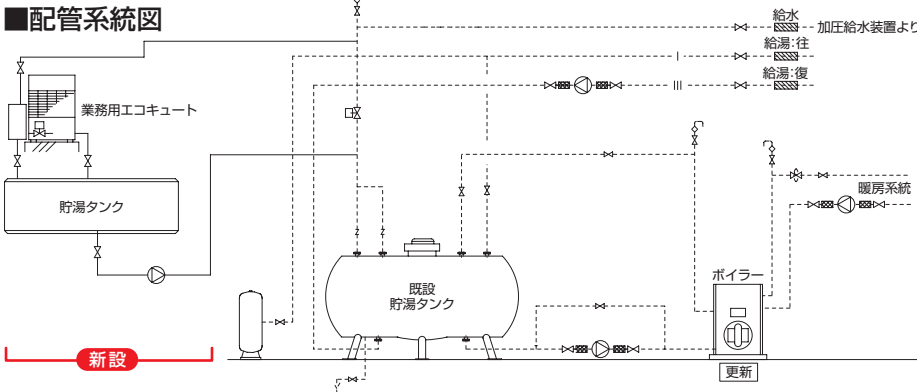 ■配管系統図
給水
加圧給水装置より
給湯:往
給湯:復
業務用エコキュート
貯湯タンク
暖房系統
既設
貯湯タンク
ボイラー
新設
更新